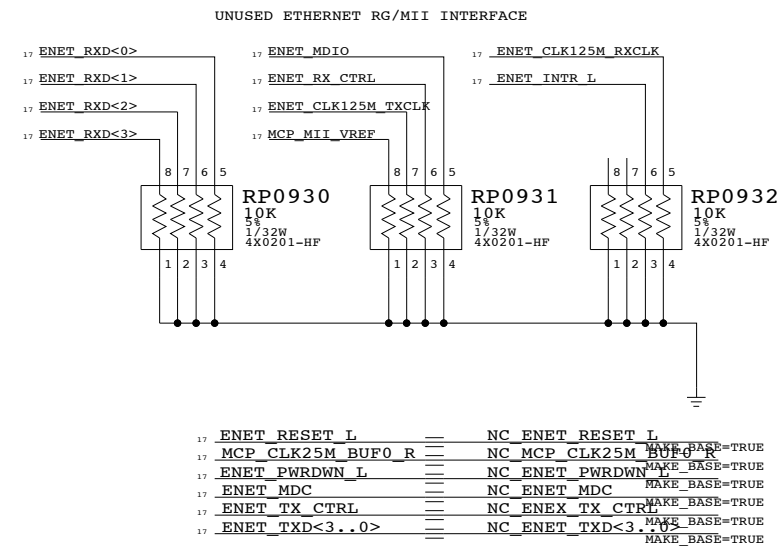 UNUSED ETHERNET RG/MII INTERFACE
17 ENET_RXD<0>
17 ENET_RXD<1>
17 ENET_RXD<2>
17 ENET_RXD<3>
17 ENET_MDIO
17 ENET_RX_CTRL
17 ENET_CLK125M_TXCLK
17 MCP_MII_VREF
17 ENET_CLK125M_RXCLK
17 ENET_INTR_L
8 7 6 5
RP0930
10K
5%
1/32W
4X0201-HF
1 2 3 4
8 7 6 5
RP0931
10K
5%
1/32W
4X0201-HF
1 2 3 4
8 7 6 5
RP0932
10K
5%
1/32W
4X0201-HF
1 2 3 4
17 ENET_RESET_L NC_ENET_RESET_L
MAKE_BASE=TRUE
17 MCP_CLK25M_BUF0_R NC_MCP_CLK25M_BUF0_R
MAKE_BASE=TRUE
17 ENET_PWRDWN_L NC_ENET_PWRDWN_L
MAKE_BASE=TRUE
17 ENET_MDC NC_ENET_MDC
MAKE_BASE=TRUE
17 ENET_TX_CTRL NC_ENEX_TX_CTRL
MAKE_BASE=TRUE
17 ENET_TXD<3..0> NC_ENET_TXD<3..0>
MAKE_BASE=TRUE